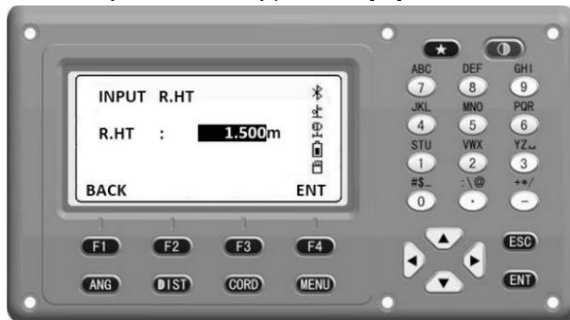 INPUT R.HT
R.HT : 1.500m
BACK ENT
F1 F2 F3 F4
ANG DIST CORD MENU
★
ABC DEF GHI
7 8 9
JKL MNO PQR
4 5 6
STU VWX YZ␣
1 2 3
#$_ :\@ +*/
0 . -
ESC
ENT